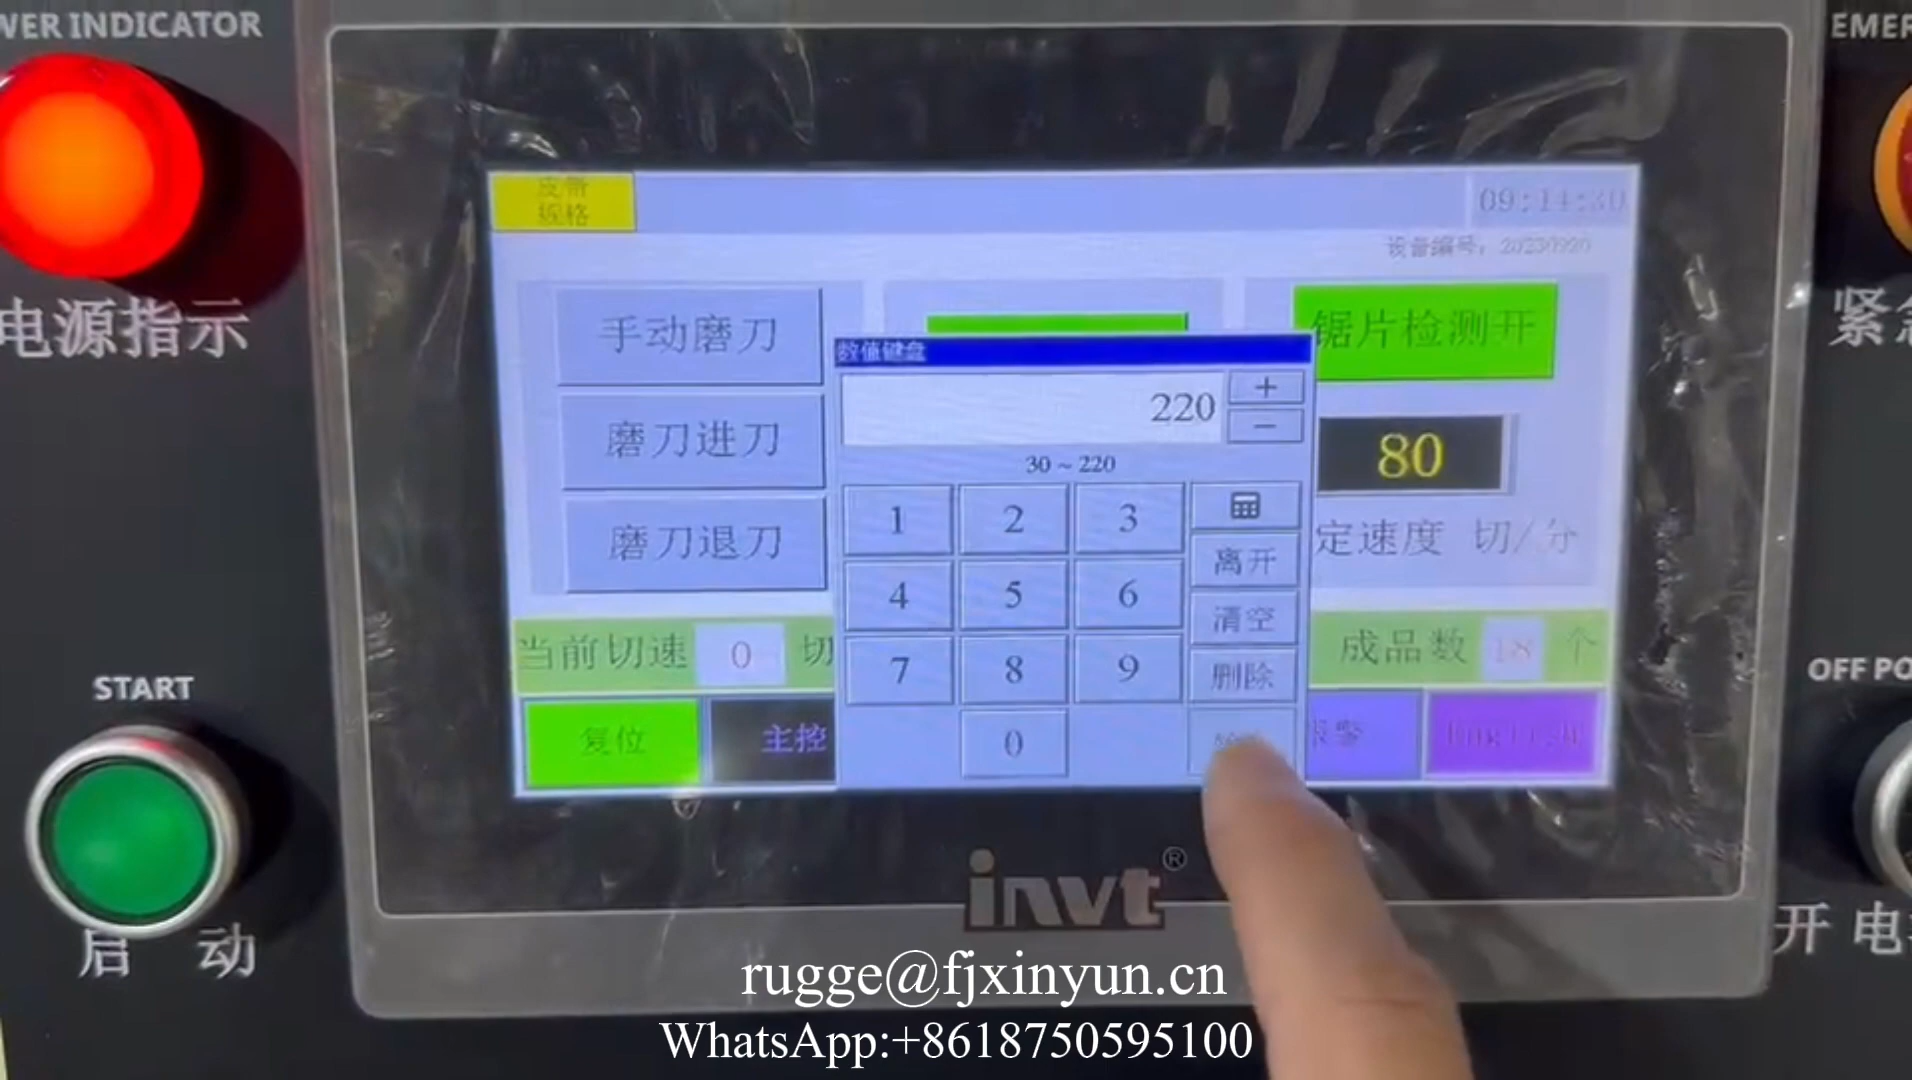 WER INDICATOR
EMER
皮带
规格
09:14:30
设备编号: 20230920
电源指示
紧急
手动磨刀
锯片检测开
数值键盘
220
+
-
磨刀进刀
30 ~ 220
80
1 2 3
离开
磨刀退刀
定速度 切/分
4 5 6
清空
当前切速 0 切
7 8 9
删除
成品数 18 个
START
OFF PO
复位
主控
0
报警
English
invt®
启 动
开 电
rugge@fjxinyun.cn
WhatsApp:+8618750595100